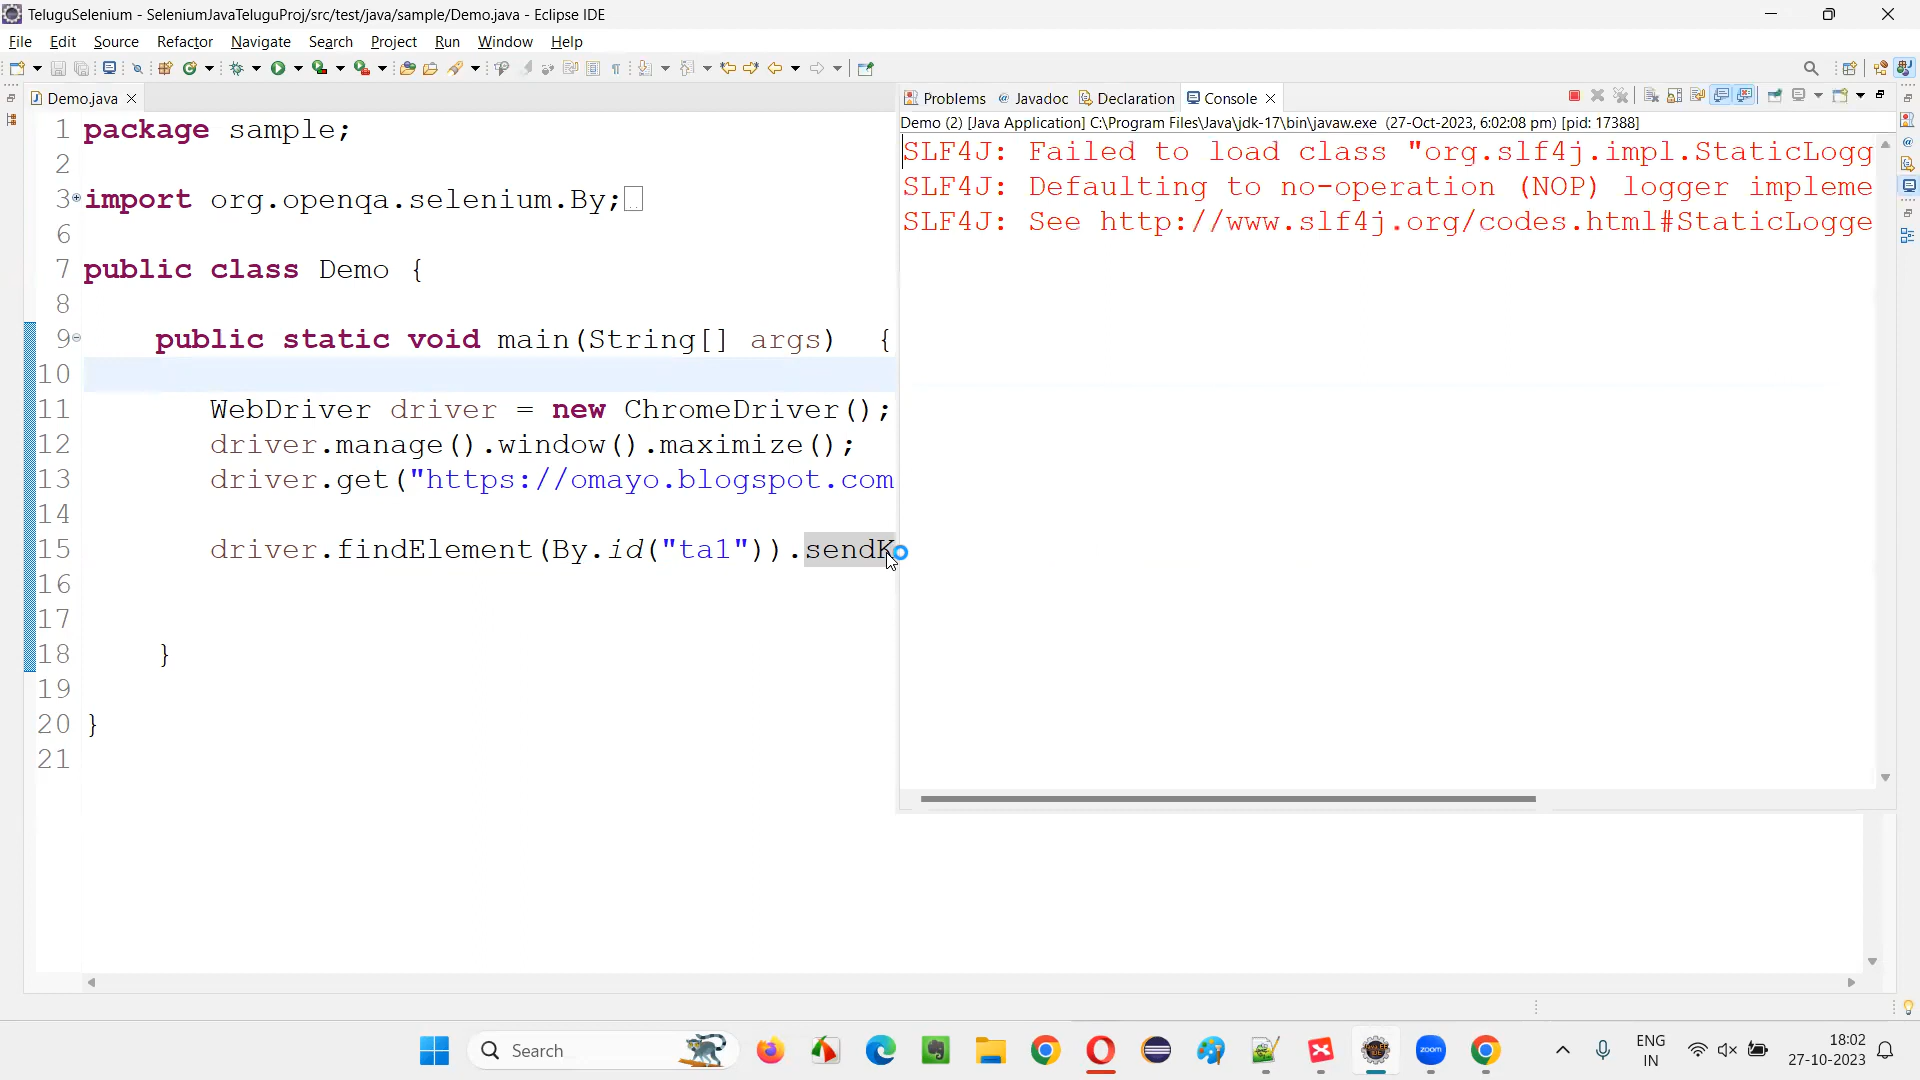 TeluguSelenium - SeleniumJavaTeluguProj/src/test/java/sample/Demo.java - Eclipse IDE
File Edit Source Refactor Navigate Search Project Run Window Help
Demo.java
Problems Javadoc Declaration Console
Demo (2) [Java Application] C:\Program Files\Java\jdk-17\bin\javaw.exe (27-Oct-2023, 6:02:08 pm) [pid: 17388]
1 package sample;
2
3 import org.openqa.selenium.By;
6
7 public class Demo {
8
9 public static void main(String[] args) {
10
11 WebDriver driver = new ChromeDriver();
12 driver.manage().window().maximize();
13 driver.get("https://omayo.blogspot.com
14
15 driver.findElement(By.id("ta1")).sendK
16
17
18 }
19
20 }
21
SLF4J: Failed to load class "org.slf4j.impl.StaticLogg
SLF4J: Defaulting to no-operation (NOP) logger impleme
SLF4J: See http://www.slf4j.org/codes.html#StaticLogge
Search
zoom
ENG
IN
18:02
27-10-2023